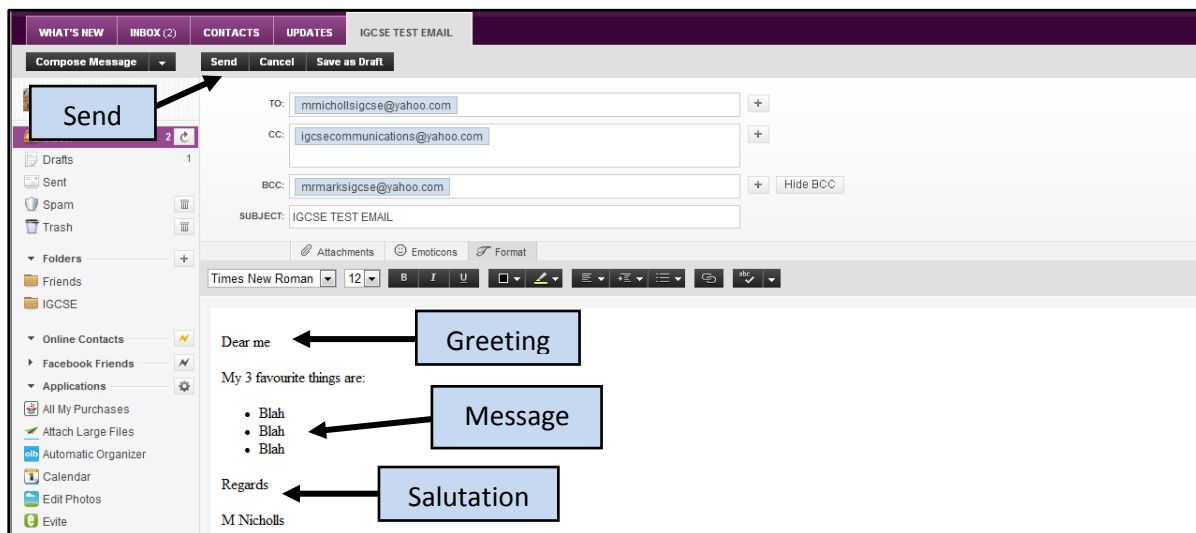 WHAT'S NEW INBOX (2) CONTACTS UPDATES IGCSE TEST EMAIL
Compose Message Send Cancel Save as Draft
Send
2
Drafts 1
Sent
Spam
Trash
Folders +
Friends
IGCSE
Online Contacts
Facebook Friends
Applications
All My Purchases
Attach Large Files
oib Automatic Organizer
Calendar
Edit Photos
Evite
TO: mrnichollsigcse@yahoo.com +
CC: igcsecommunications@yahoo.com +
BCC: mrmarksigcse@yahoo.com + Hide BCC
SUBJECT: IGCSE TEST EMAIL
Attachments Emoticons Format
Times New Roman 12 B I U abc
Dear me
Greeting
My 3 favourite things are:
• Blah
• Blah
• Blah
Message
Regards
Salutation
M Nicholls